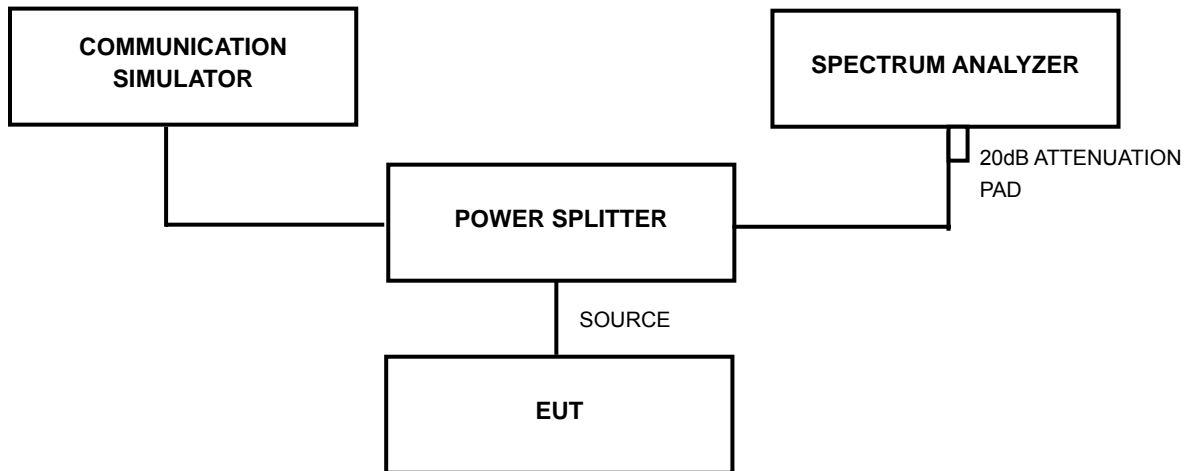 COMMUNICATION
SIMULATOR
SPECTRUM ANALYZER
20dB ATTENUATION
PAD
POWER SPLITTER
SOURCE
EUT